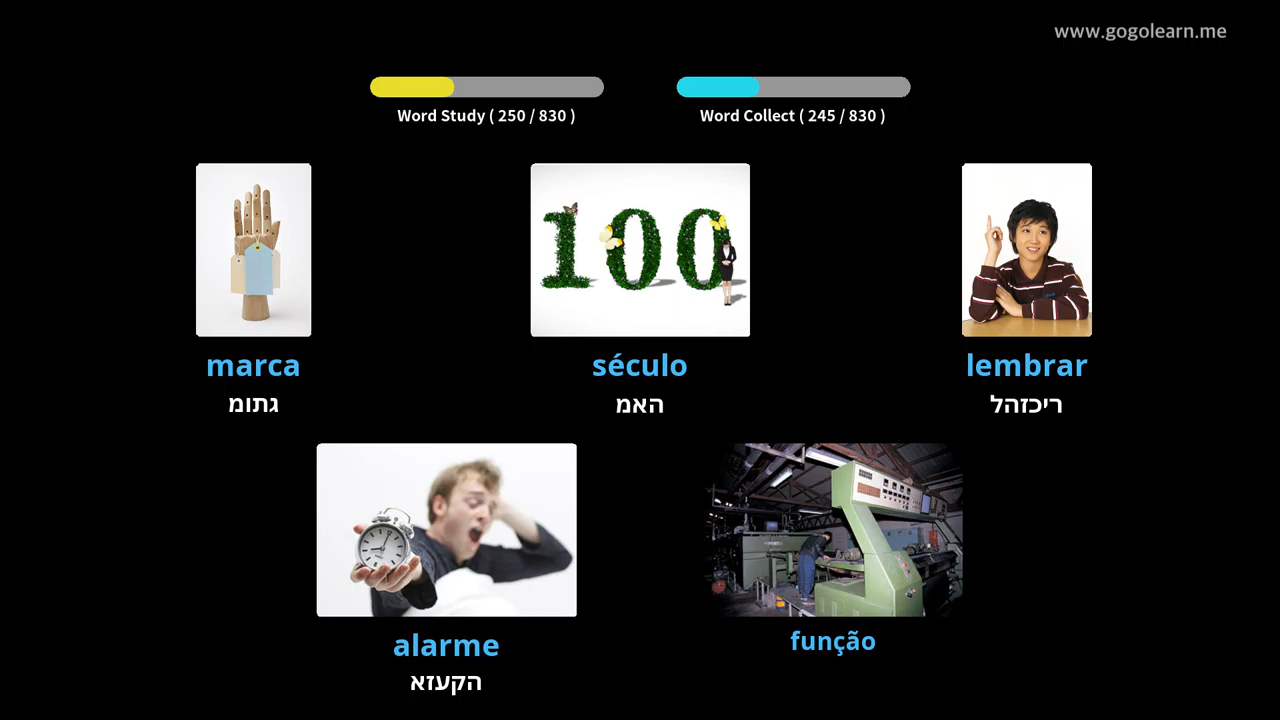 www.gogolearn.me
Word Study ( 250 / 830 )
Word Collect ( 245 / 830 )
marca
גתומ
século
האמ
lembrar
ריכזהל
alarme
הקעזא
função